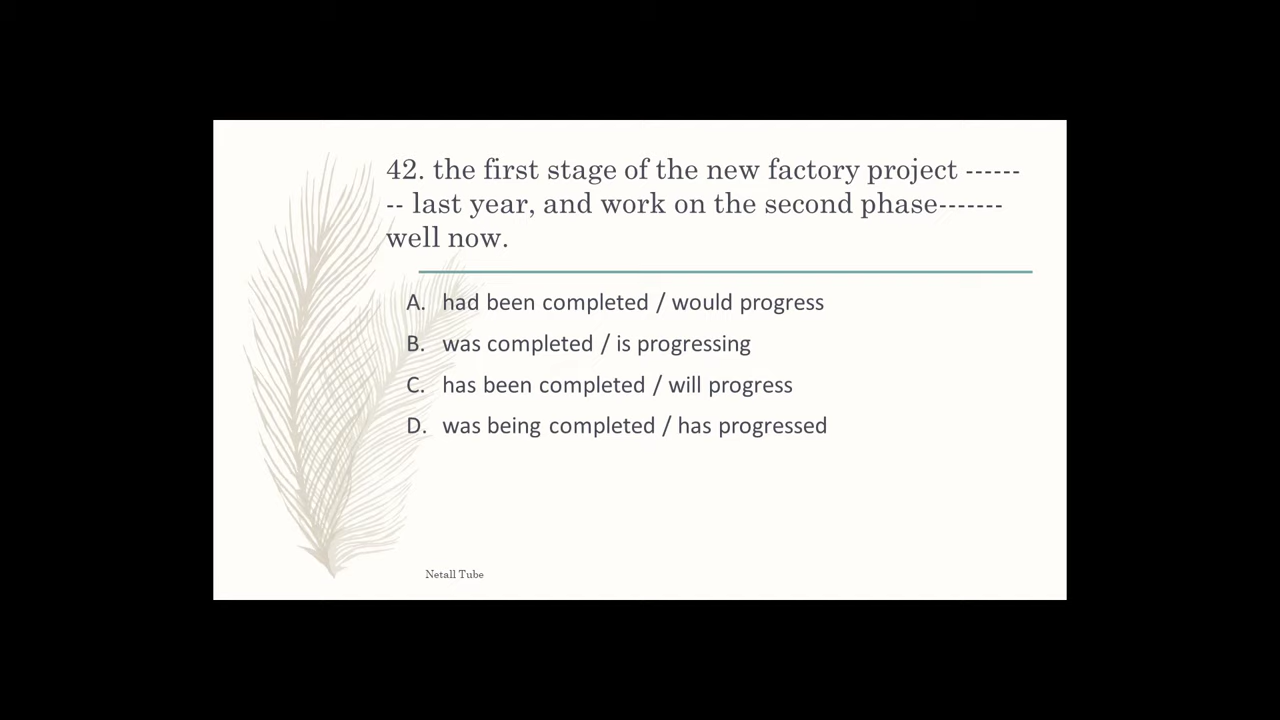 42. the first stage of the new factory project ------
-- last year, and work on the second phase-------
well now.
A. had been completed / would progress
B. was completed / is progressing
C. has been completed / will progress
D. was being completed / has progressed
Netall Tube